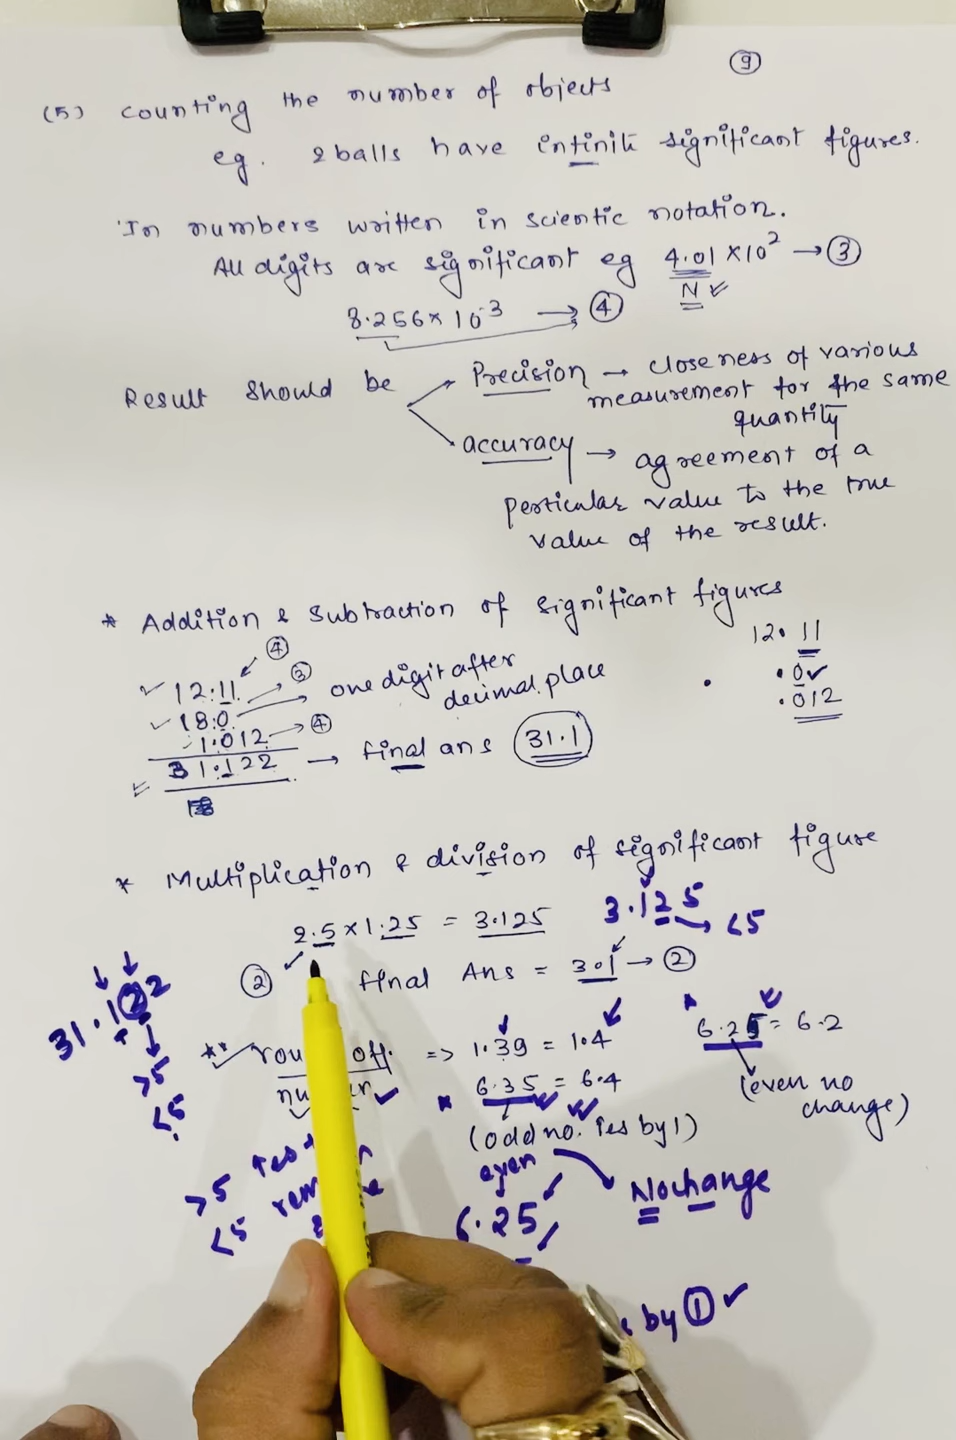 9
(5) Counting the number of objects
eg. 2 balls have infinite significant figures.
In numbers written in scientic notation.
All digits are significant eg 4.01 × 10² → 3
N ✓
8.256 × 10⁻³ → 4
Result should be
Precision → closeness of various
measurement for the same
quantity
accuracy → agreement of a
perticular value to the true
value of the result.
* Addition & Subtraction of significant figures
12.11 4
18.0 3 one digit after
decimal place
1.012 → 4
31.122 → final ans 31.1
12.11
.0✓
.012
* Multiplication & division of significant figure
2.5 × 1.25 = 3.125
3.125 → <5
2 final Ans = 3.1 → 2
31.122
>5
<5
off. => 1.39 = 1.4
6.35 = 6.4
(odd no. ↑es by 1)
6.25 = 6.2
(even no
change)
even
6.25
No change
>5
<5
by 1 ✓